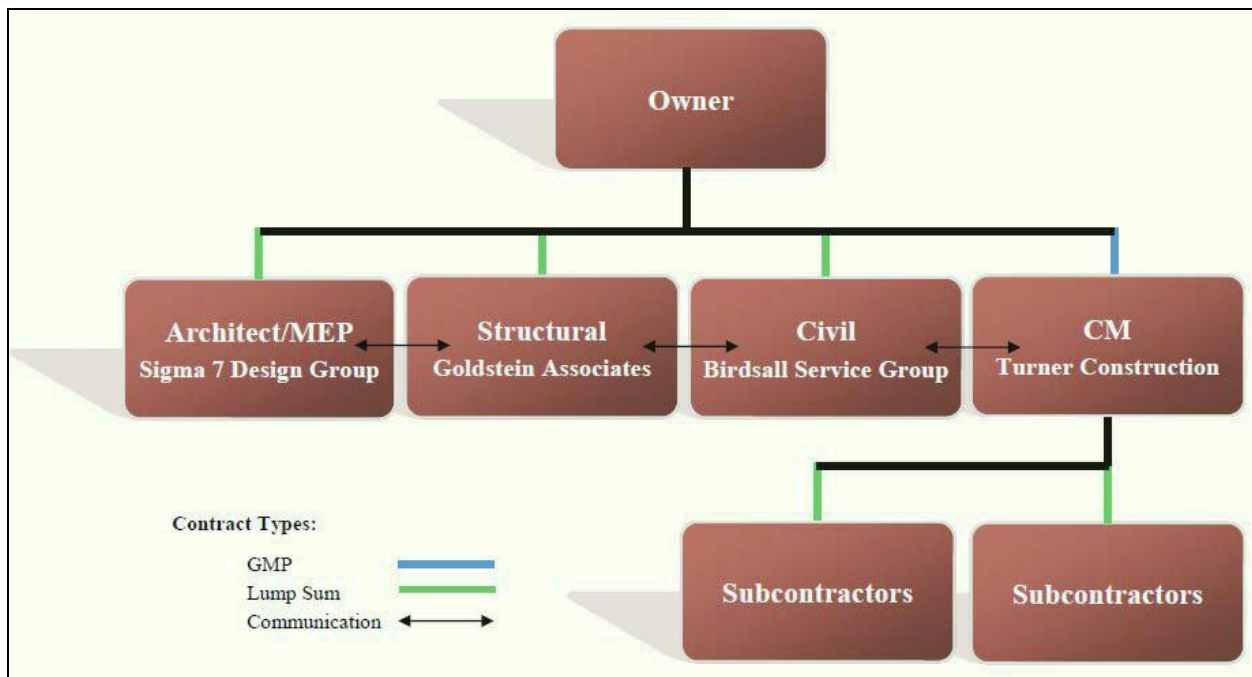 Owner
Architect/MEP
Sigma 7 Design Group
Structural
Goldstein Associates
Civil
Birdsall Service Group
CM
Turner Construction
Subcontractors
Subcontractors
Contract Types:
GMP
Lump Sum
Communication